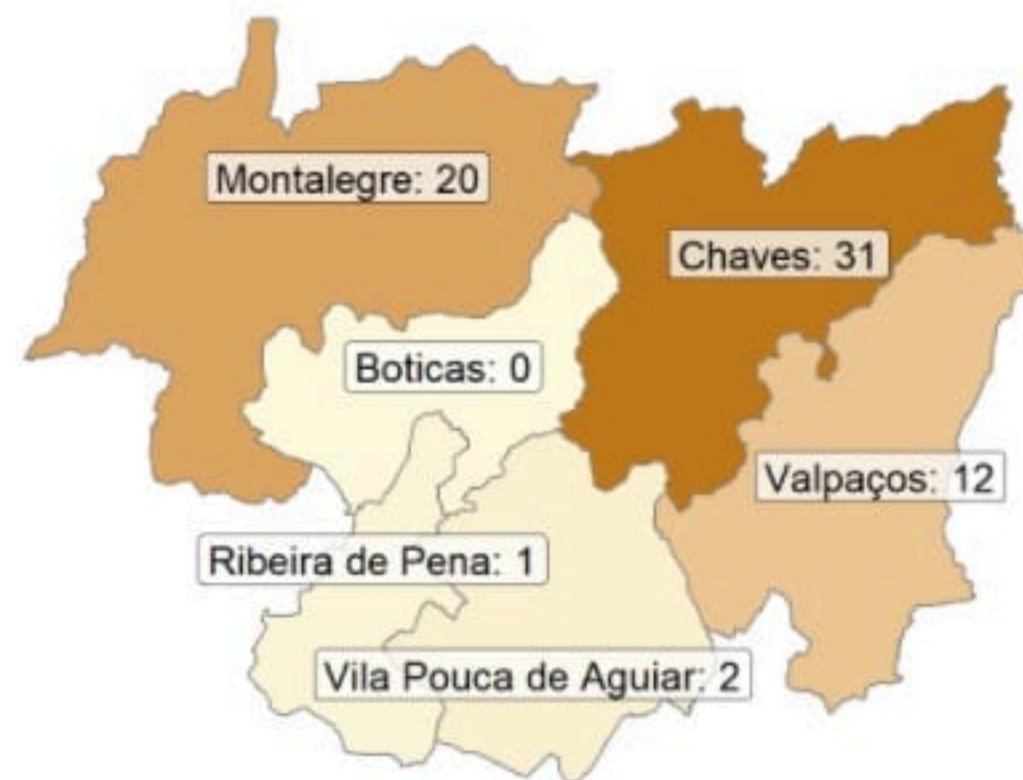 Montalegre: 20
Chaves: 31
Boticas: 0
Valpaços: 12
Ribeira de Pena: 1
Vila Pouca de Aguiar: 2